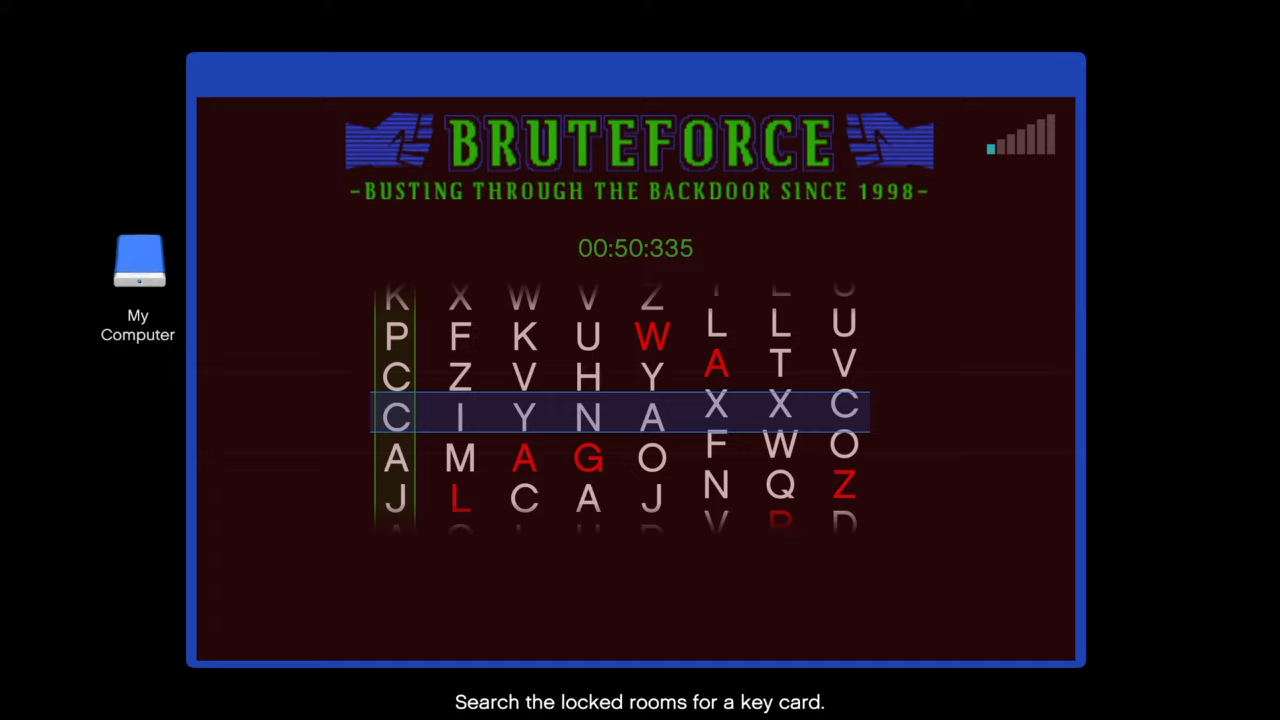 BRUTEFORCE
-BUSTING THROUGH THE BACKDOOR SINCE 1998-
00:50:335
My
Computer
K X W V Z
P F K U W L L U
C Z V H Y A T V
C I Y N A X X C
A M A G O F W O
J L C A J N Q Z
Search the locked rooms for a key card.